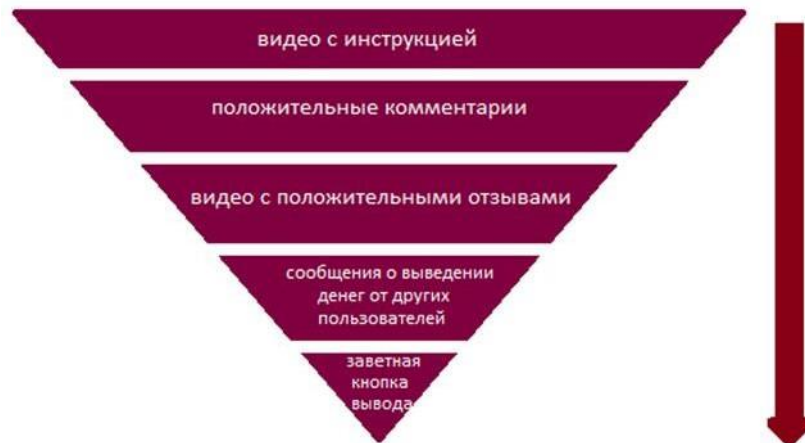 видео с инструкцией
положительные комментарии
видео с положительными отзывами
сообщения о выведении
денег от других
пользователей
заветная
кнопка
вывода